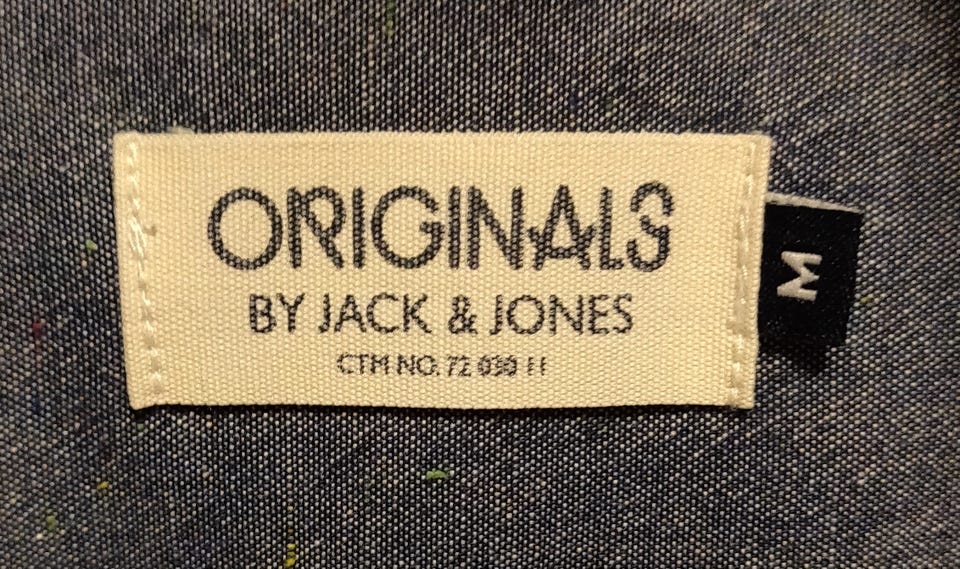 ORIGINALS
BY JACK & JONES
CTM NO. 72 030 11
M